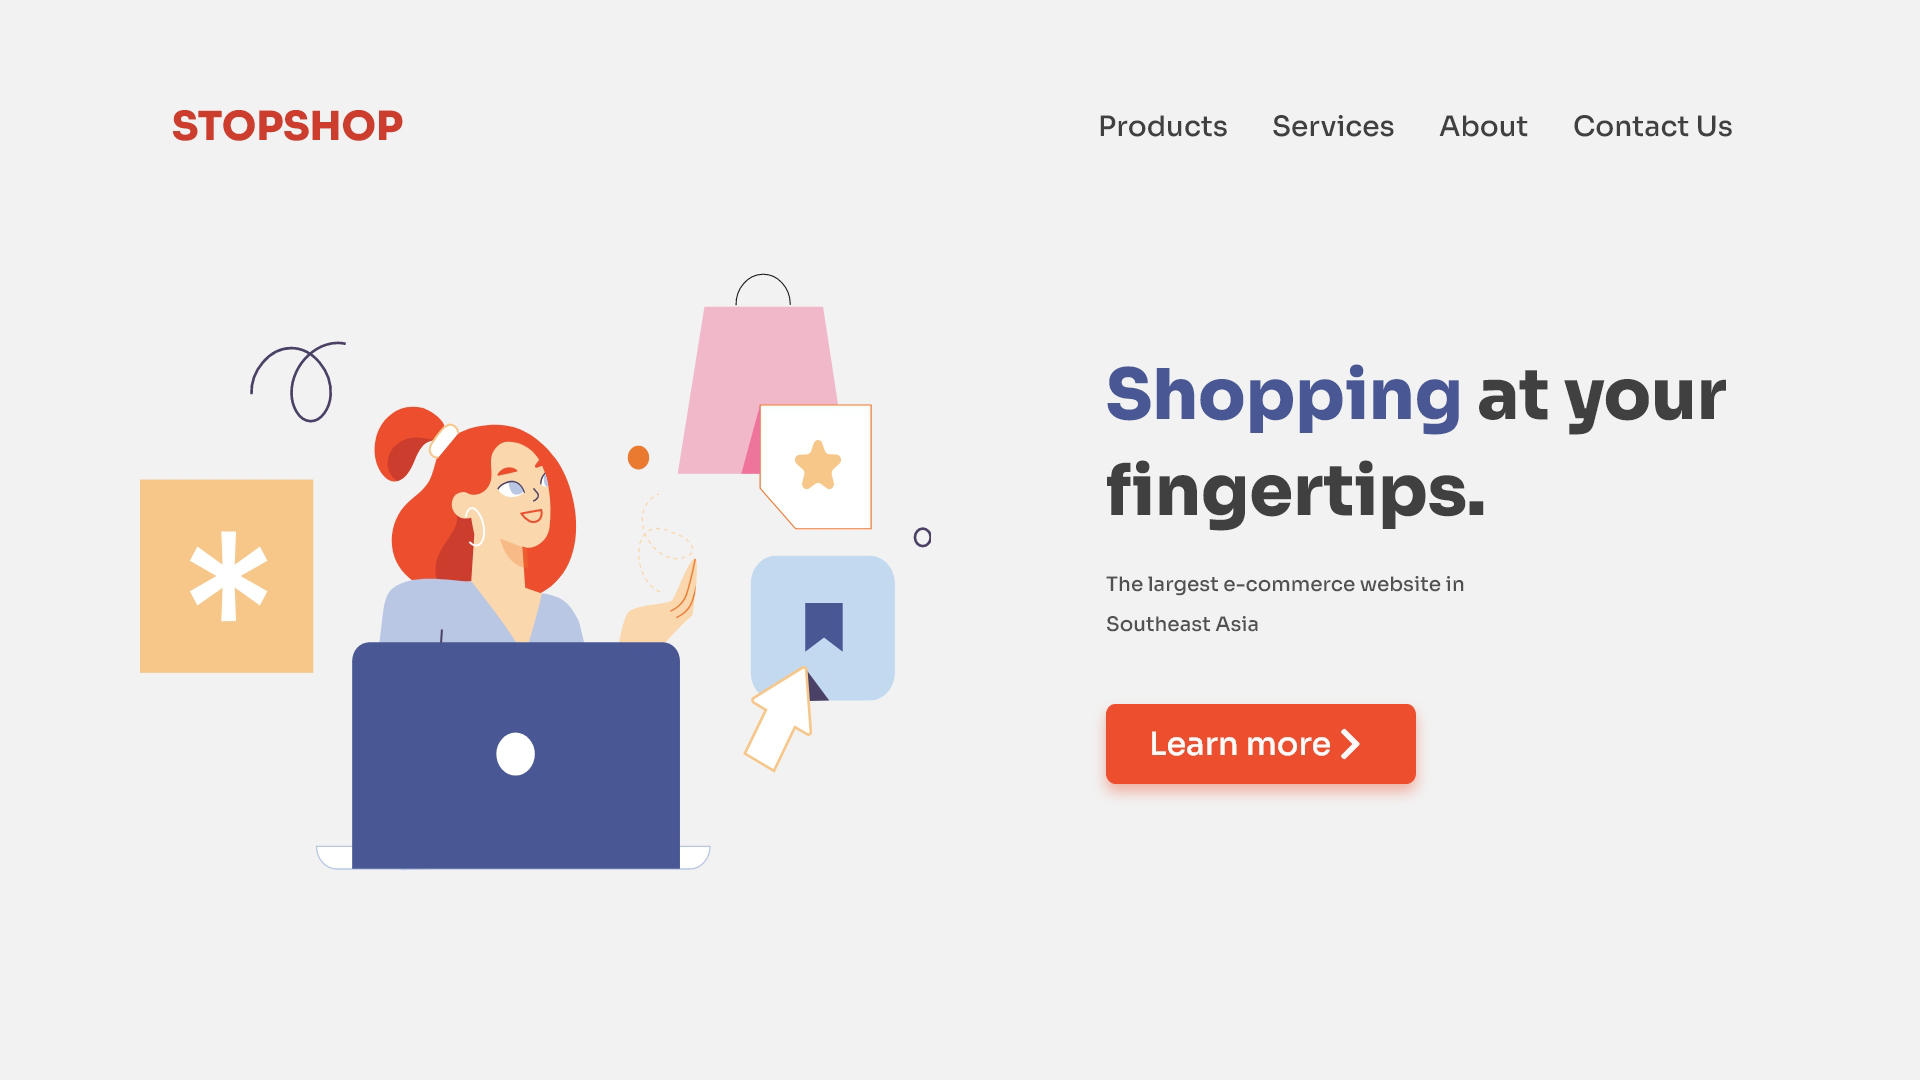 STOPSHOP
Products Services About Contact Us
Shopping at your
fingertips.
The largest e-commerce website in
Southeast Asia
Learn more